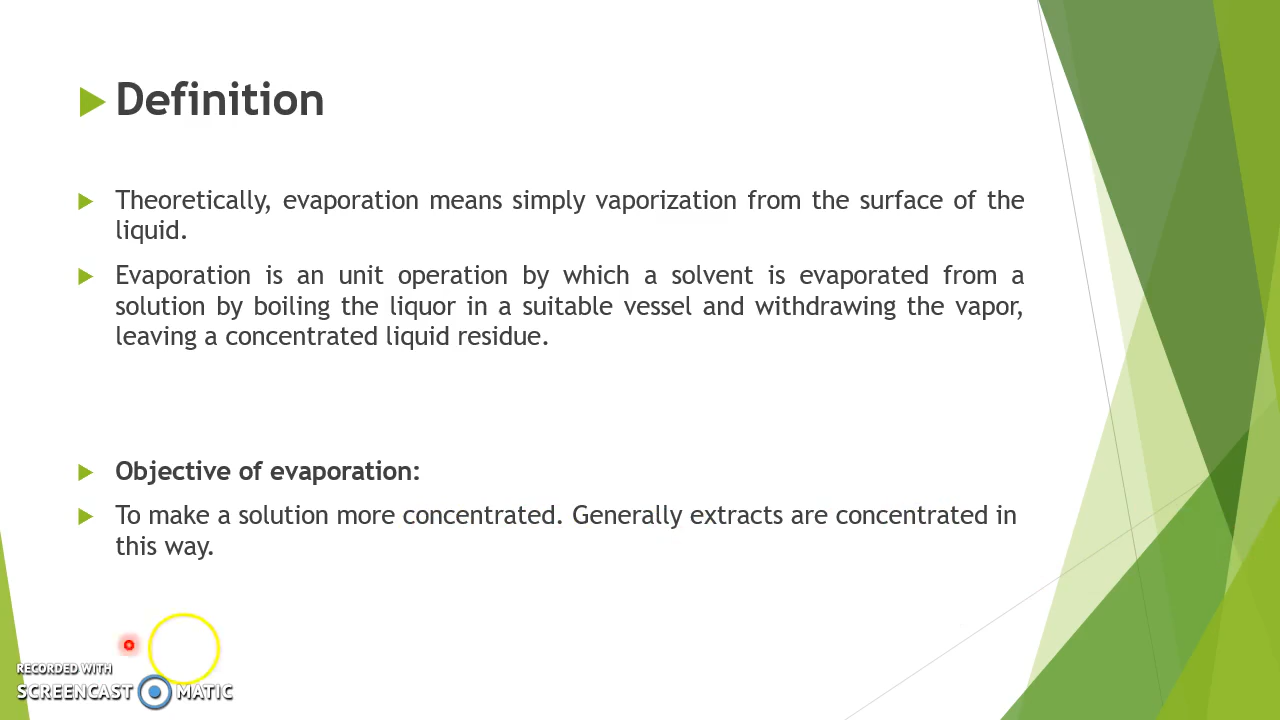 Definition
Theoretically, evaporation means simply vaporization from the surface of the
liquid.
Evaporation is an unit operation by which a solvent is evaporated from a
solution by boiling the liquor in a suitable vessel and withdrawing the vapor,
leaving a concentrated liquid residue.
Objective of evaporation:
To make a solution more concentrated. Generally extracts are concentrated in
this way.
RECORDED WITH
SCREENCAST MATIC